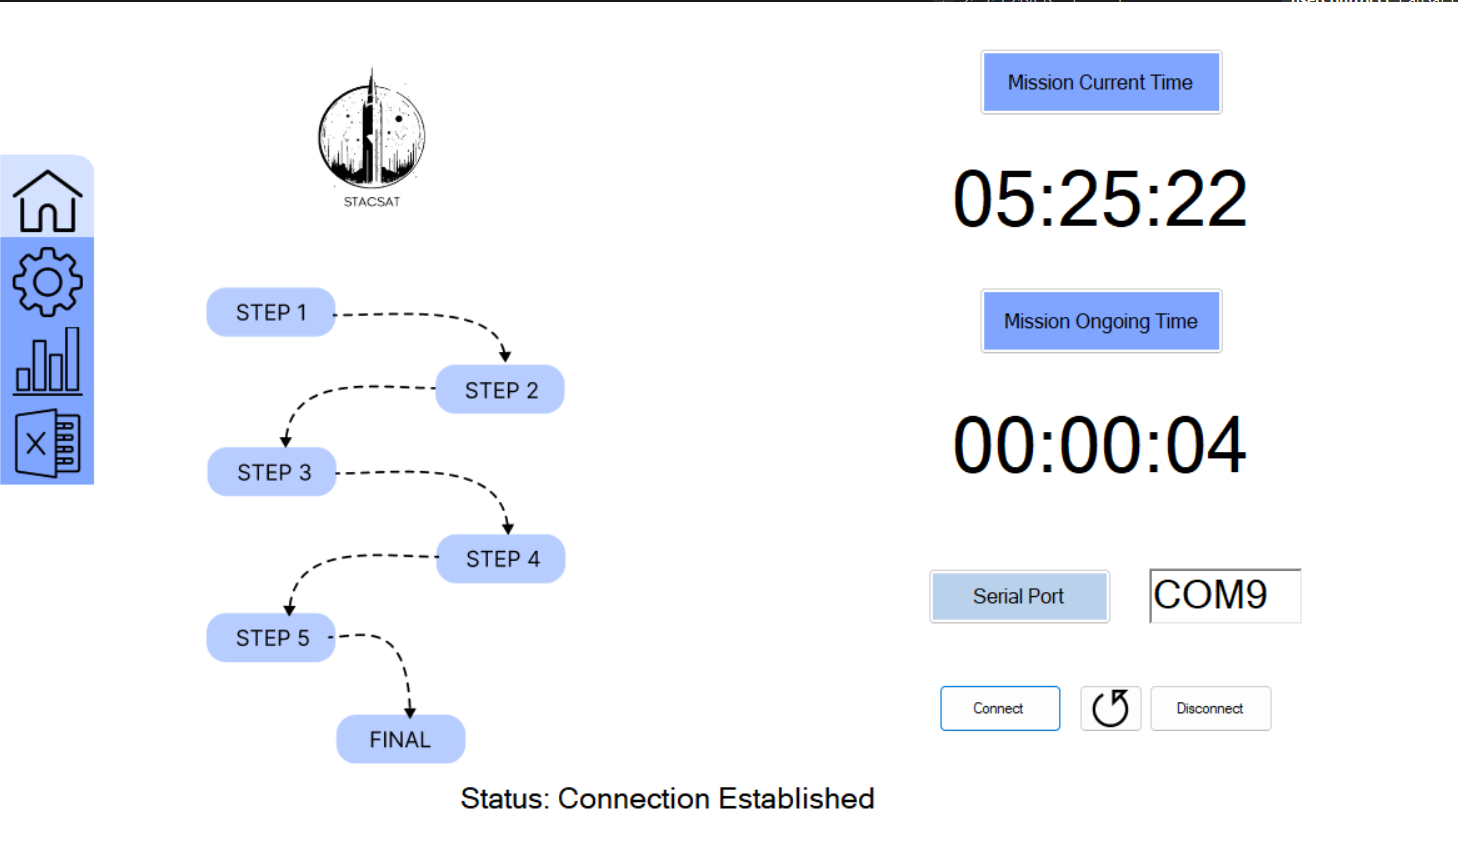 STACSAT
STEP 1
STEP 2
STEP 3
STEP 4
STEP 5
FINAL
Mission Current Time
05:25:22
Mission Ongoing Time
00:00:04
Serial Port
COM9
Connect
Disconnect
Status: Connection Established